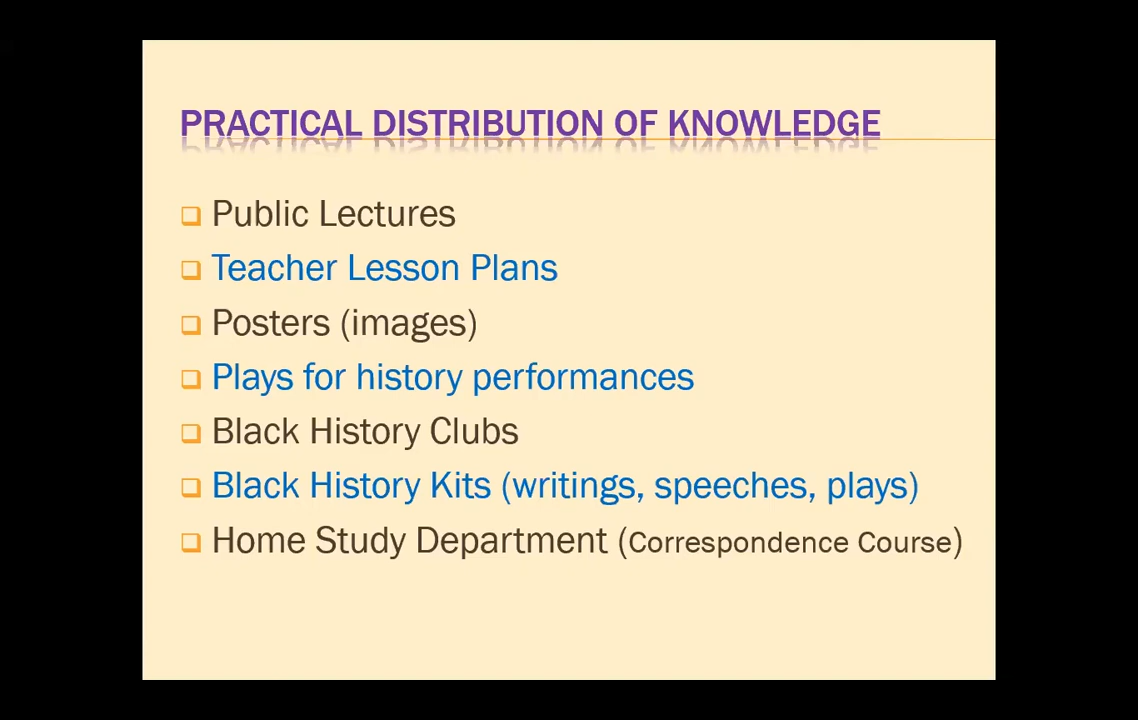 PRACTICAL DISTRIBUTION OF KNOWLEDGE
Public Lectures
Teacher Lesson Plans
Posters (images)
Plays for history performances
Black History Clubs
Black History Kits (writings, speeches, plays)
Home Study Department (Correspondence Course)